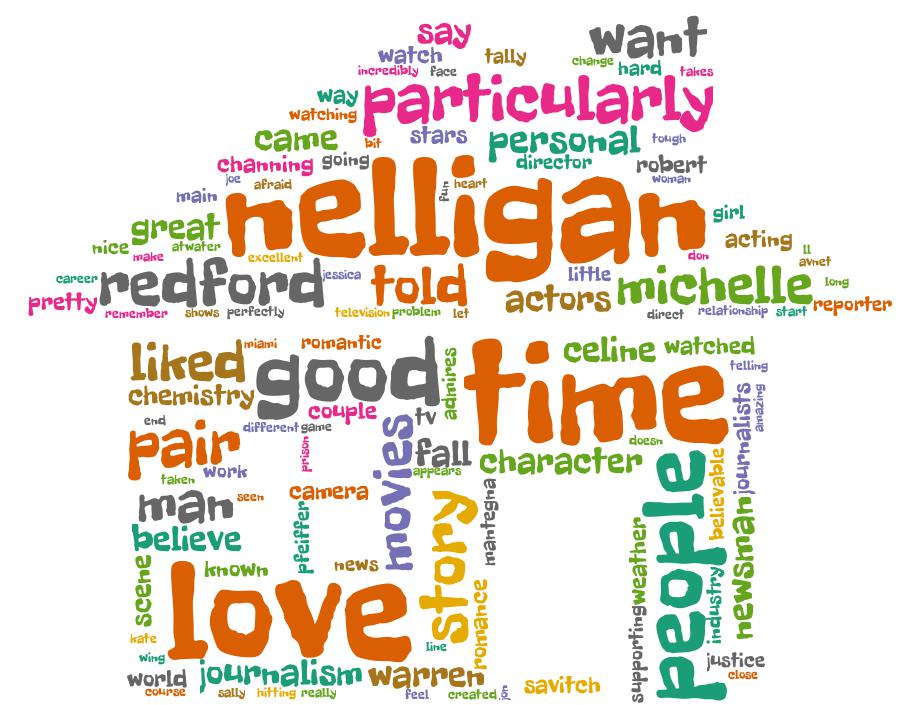 say
want
watch
tally
change
incredibly
face
hard
takes
way
particularly
watching
came
bit
stars
personal
tough
channing
going
director
robert
joe
afraid
fun
heart
woman
main
nelligan
girl
great
nice
atwater
acting
make
excellent
don
ll
avnet
career
redford
jessica
told
little
michelle
long
pretty
actors
reporter
remember
shows
perfectly
television
problem
let
direct
relationship
start
liked
miami
romantic
good
admires
time
celine
watched
telling
chemistry
couple
tv
journalists
amazing
end
different
game
pair
prison
movies
fall
doesn
taken
work
appears
character
believable
man
seen
camera
story
mantegna
people
newsman
believe
pfeiffer
weather
scene
known
news
industry
love
romance
supporting
kate
line
wing
justice
world
journalism
warren
close
course
sally
hitting
really
feel
created
jon
savitch